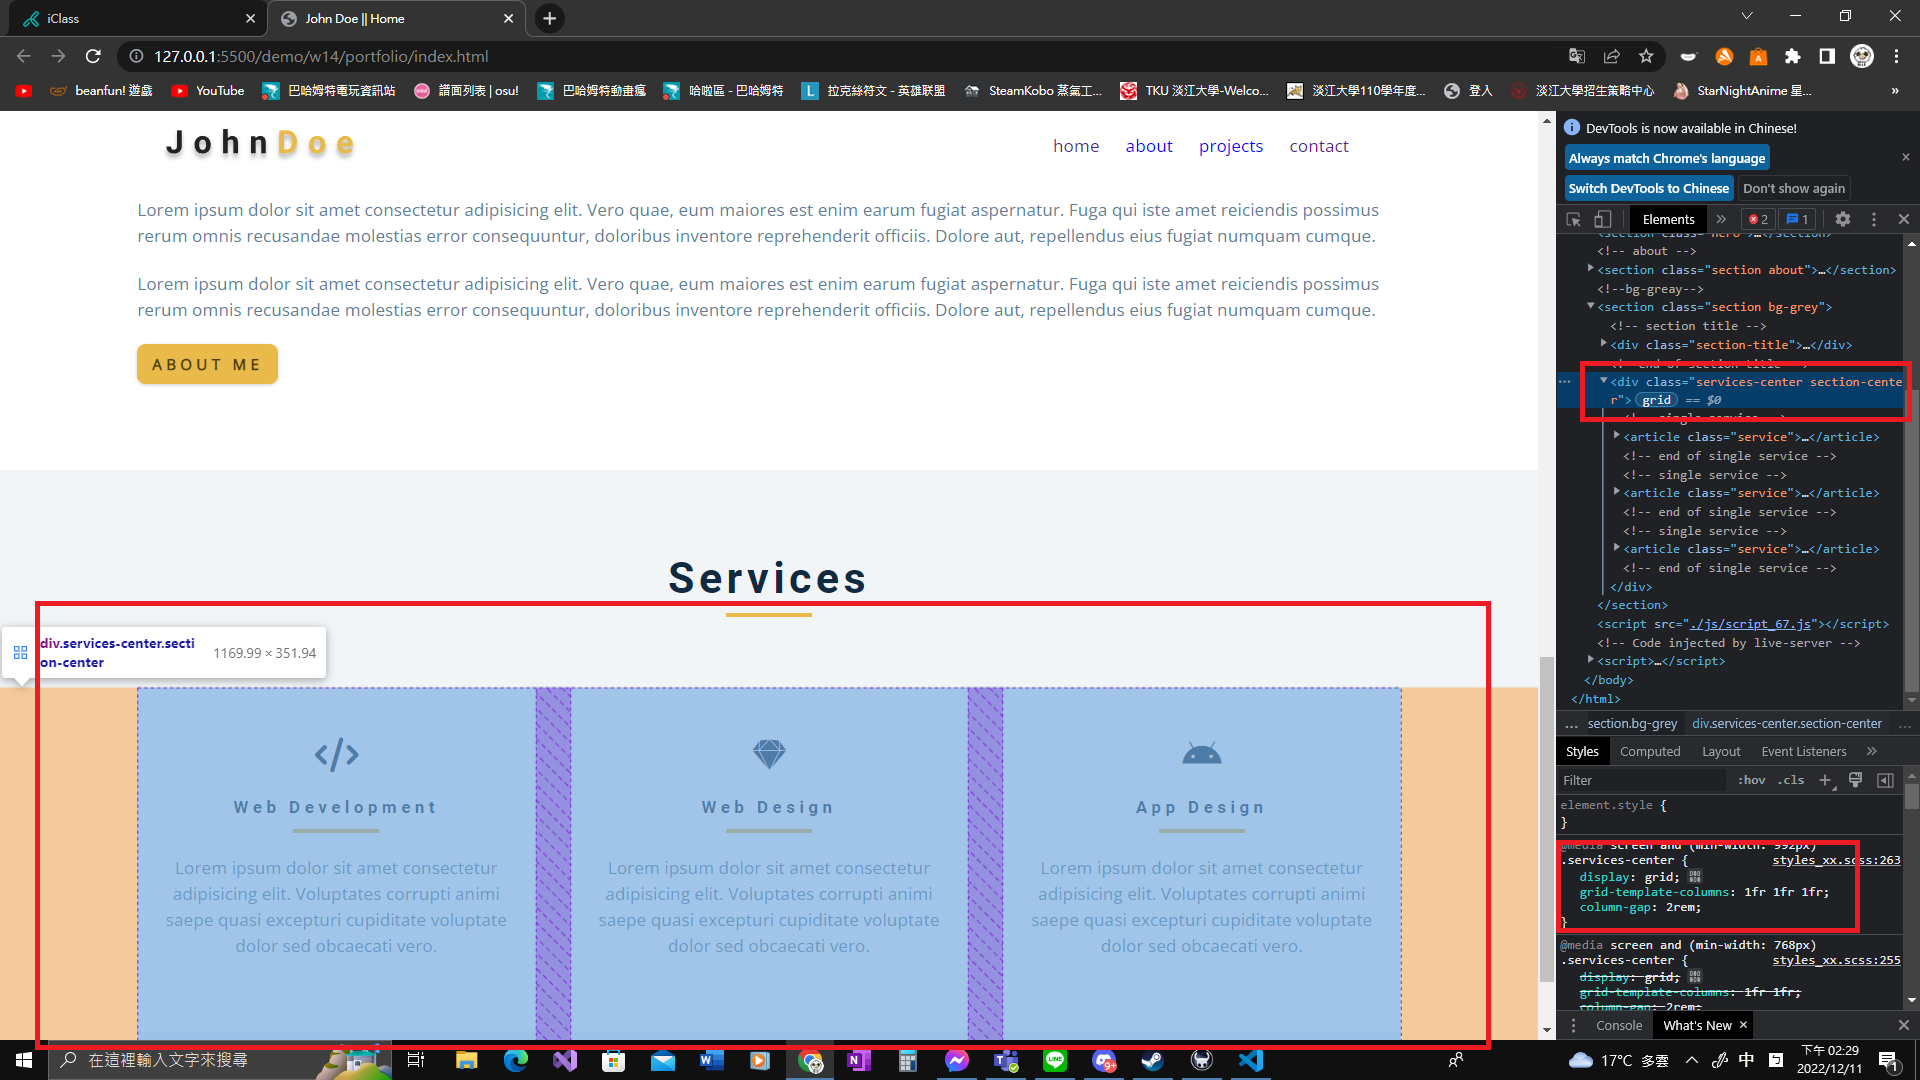 iClass
John Doe || Home
127.0.0.1:5500/demo/w14/portfolio/index.html
beanfun! 遊戲
YouTube
巴哈姆特電玩資訊站
譜面列表 | osu!
巴哈姆特動畫瘋
哈啦區 - 巴哈姆特
拉克絲符文 - 英雄聯盟
SteamKobo 蒸氣工...
TKU 淡江大學-Welco...
淡江大學110學年度...
登入
淡江大學招生策略中心
StarNightAnime 星...
»
JohnDoe
home about projects contact
Lorem ipsum dolor sit amet consectetur adipisicing elit. Vero quae, eum maiores est enim earum fugiat aspernatur. Fuga qui iste amet reiciendis possimus
rerum omnis recusandae molestias error consequuntur, doloribus inventore reprehenderit officiis. Dolore aut, repellendus eius fugiat numquam cumque.
Lorem ipsum dolor sit amet consectetur adipisicing elit. Vero quae, eum maiores est enim earum fugiat aspernatur. Fuga qui iste amet reiciendis possimus
rerum omnis recusandae molestias error consequuntur, doloribus inventore reprehenderit officiis. Dolore aut, repellendus eius fugiat numquam cumque.
ABOUT ME
Services
div.services-center.secti
on-center
1169.99 × 351.94
Web Development
Lorem ipsum dolor sit amet consectetur
adipisicing elit. Voluptates corrupti animi
saepe quasi excepturi cupiditate voluptate
dolor sed obcaecati vero.
Web Design
Lorem ipsum dolor sit amet consectetur
adipisicing elit. Voluptates corrupti animi
saepe quasi excepturi cupiditate voluptate
dolor sed obcaecati vero.
App Design
Lorem ipsum dolor sit amet consectetur
adipisicing elit. Voluptates corrupti animi
saepe quasi excepturi cupiditate voluptate
dolor sed obcaecati vero.
DevTools is now available in Chinese!
Always match Chrome's language
Switch DevTools to Chinese
Don't show again
Elements » 2 1
<section class="hero">…</section>
<!-- about -->
<section class="section about">…</section>
<!--bg-greay-->
<section class="section bg-grey">
<!-- section title -->
<div class="section-title">…</div>
<!-- end of section title -->
<div class="services-center section-cente
r"> grid == $0
<!-- single service -->
<article class="service">…</article>
<!-- end of single service -->
<!-- single service -->
<article class="service">…</article>
<!-- end of single service -->
<!-- single service -->
<article class="service">…</article>
<!-- end of single service -->
</div>
</section>
<script src="./js/script_67.js"></script>
<!-- Code injected by live-server -->
<script>…</script>
</body>
</html>
... section.bg-grey div.services-center.section-center ...
Styles Computed Layout Event Listeners »
Filter :hov .cls +
element.style {
}
@media screen and (min-width: 992px)
.services-center { styles_xx.scss:263
display: grid;
grid-template-columns: 1fr 1fr 1fr;
column-gap: 2rem;
}
@media screen and (min-width: 768px)
.services-center { styles_xx.scss:255
display: grid;
grid-template-columns: 1fr 1fr;
column-gap: 2rem;
Console What's New
在這裡輸入文字來搜尋
17°C 多雲
中
下午 02:29
2022/12/11